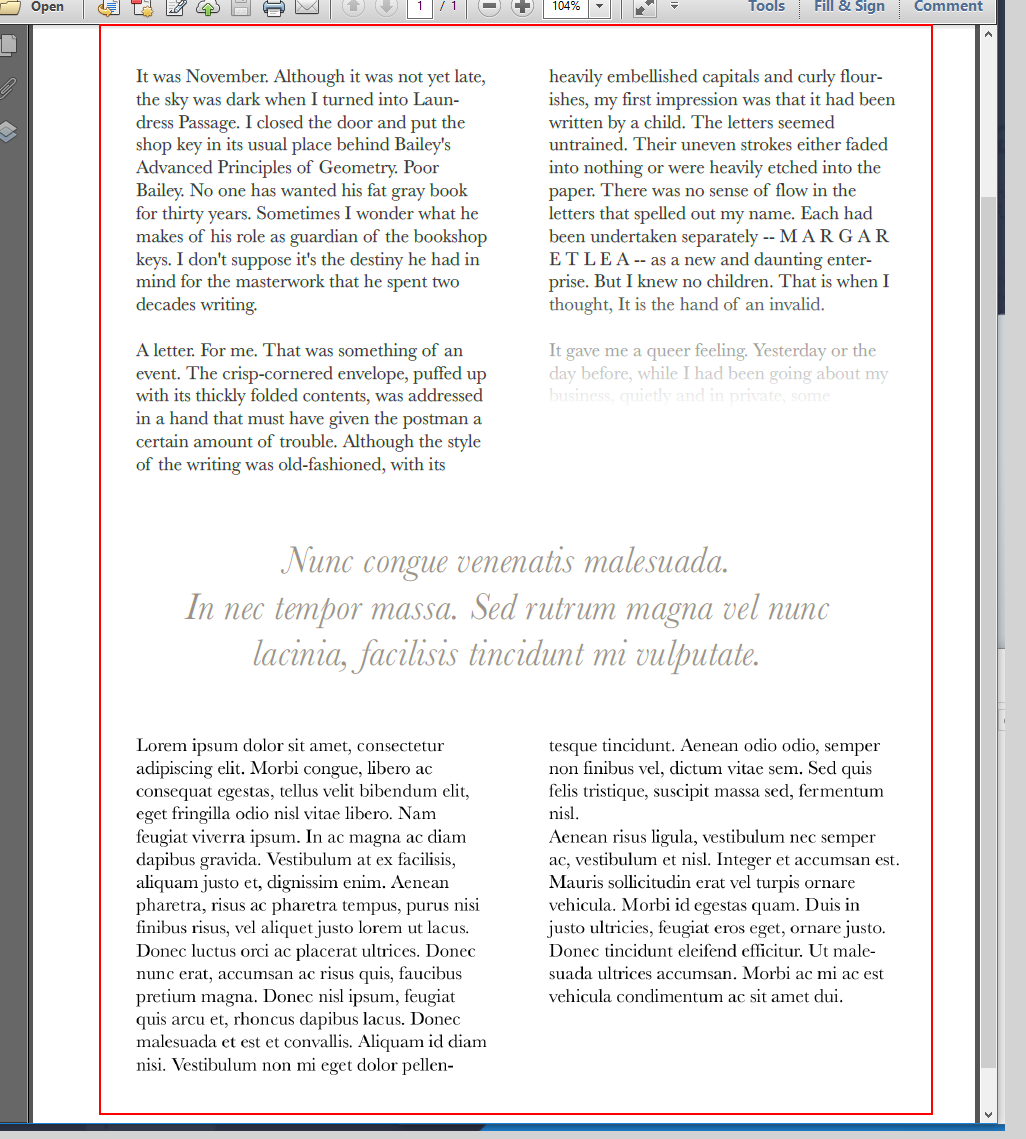 Open
1 / 1
104%
Tools
Fill & Sign
Comment
It was November. Although it was not yet late,
the sky was dark when I turned into Laun-
dress Passage. I closed the door and put the
shop key in its usual place behind Bailey's
Advanced Principles of Geometry. Poor
Bailey. No one has wanted his fat gray book
for thirty years. Sometimes I wonder what he
makes of his role as guardian of the bookshop
keys. I don't suppose it's the destiny he had in
mind for the masterwork that he spent two
decades writing.
A letter. For me. That was something of an
event. The crisp-cornered envelope, puffed up
with its thickly folded contents, was addressed
in a hand that must have given the postman a
certain amount of trouble. Although the style
of the writing was old-fashioned, with its
heavily embellished capitals and curly flour-
ishes, my first impression was that it had been
written by a child. The letters seemed
untrained. Their uneven strokes either faded
into nothing or were heavily etched into the
paper. There was no sense of flow in the
letters that spelled out my name. Each had
been undertaken separately -- M A R G A R
E T L E A -- as a new and daunting enter-
prise. But I knew no children. That is when I
thought, It is the hand of an invalid.
It gave me a queer feeling. Yesterday or the
day before, while I had been going about my
business, quietly and in private, some
Nunc congue venenatis malesuada.
In nec tempor massa. Sed rutrum magna vel nunc
lacinia, facilisis tincidunt mi vulputate.
Lorem ipsum dolor sit amet, consectetur
adipiscing elit. Morbi congue, libero ac
consequat egestas, tellus velit bibendum elit,
eget fringilla odio nisl vitae libero. Nam
feugiat viverra ipsum. In ac magna ac diam
dapibus gravida. Vestibulum at ex facilisis,
aliquam justo et, dignissim enim. Aenean
pharetra, risus ac pharetra tempus, purus nisi
finibus risus, vel aliquet justo lorem ut lacus.
Donec luctus orci ac placerat ultrices. Donec
nunc erat, accumsan ac risus quis, faucibus
pretium magna. Donec nisl ipsum, feugiat
quis arcu et, rhoncus dapibus lacus. Donec
malesuada et est et convallis. Aliquam id diam
nisi. Vestibulum non mi eget dolor pellen-
tesque tincidunt. Aenean odio odio, semper
non finibus vel, dictum vitae sem. Sed quis
felis tristique, suscipit massa sed, fermentum
nisl.
Aenean risus ligula, vestibulum nec semper
ac, vestibulum et nisl. Integer et accumsan est.
Mauris sollicitudin erat vel turpis ornare
vehicula. Morbi id egestas quam. Duis in
justo ultricies, feugiat eros eget, ornare justo.
Donec tincidunt eleifend efficitur. Ut male-
suada ultrices accumsan. Morbi ac mi ac est
vehicula condimentum ac sit amet dui.